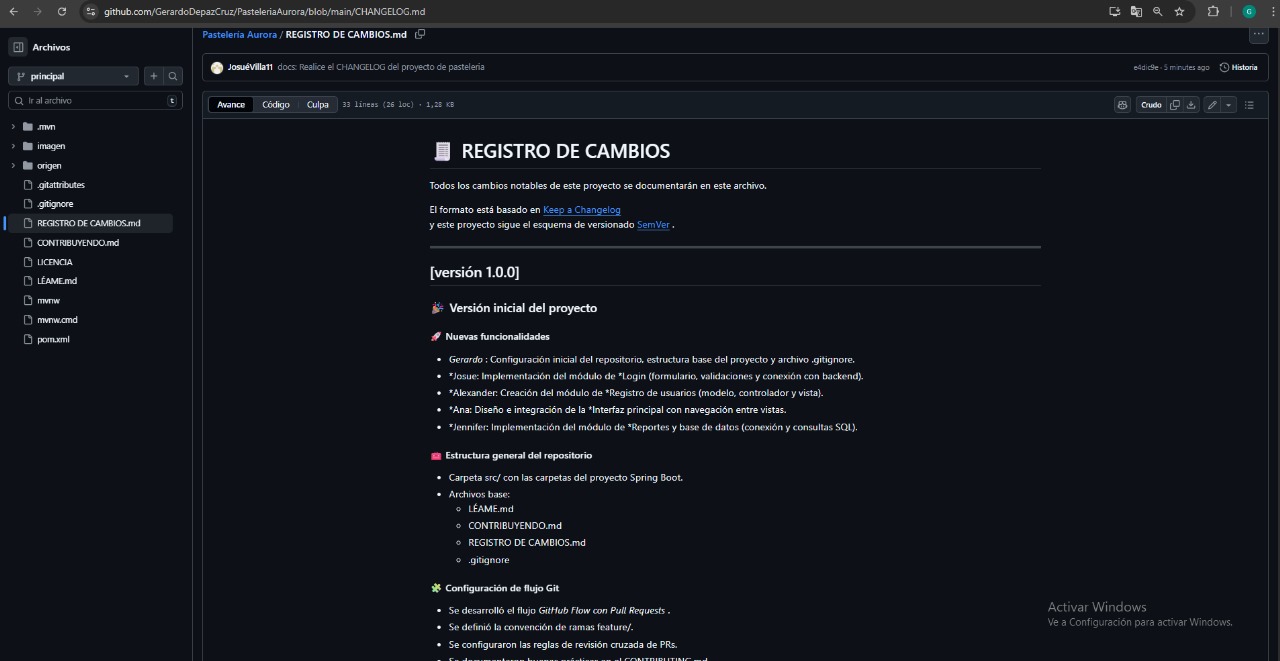 github.com/GerardoDepazCruz/PasteleriaAurora/blob/main/CHANGELOG.md
G
Archivos
principal
Ir al archivo
t
.mvn
imagen
origen
.gitattributes
.gitignore
REGISTRO DE CAMBIOS.md
CONTRIBUYENDO.md
LICENCIA
LÉAME.md
mvnw
mvnw.cmd
pom.xml
Pastelería Aurora / REGISTRO DE CAMBIOS.md
JosuéVilla11 docs: Realice el CHANGELOG del proyecto de pasteleria
e4dic9e · 5 minutes ago Historia
Avance Código Culpa 33 líneas (26 loc) · 1,28 KB
Crudo
REGISTRO DE CAMBIOS
Todos los cambios notables de este proyecto se documentarán en este archivo.
El formato está basado en Keep a Changelog
y este proyecto sigue el esquema de versionado SemVer .
[versión 1.0.0]
Versión inicial del proyecto
Nuevas funcionalidades
• Gerardo : Configuración inicial del repositorio, estructura base del proyecto y archivo .gitignore.
• *Josue: Implementación del módulo de *Login (formulario, validaciones y conexión con backend).
• *Alexander: Creación del módulo de *Registro de usuarios (modelo, controlador y vista).
• *Ana: Diseño e integración de la *Interfaz principal con navegación entre vistas.
• *Jennifer: Implementación del módulo de *Reportes y base de datos (conexión y consultas SQL).
Estructura general del repositorio
• Carpeta src/ con las carpetas del proyecto Spring Boot.
• Archivos base:
○ LÉAME.md
○ CONTRIBUYENDO.md
○ REGISTRO DE CAMBIOS.md
○ .gitignore
Configuración de flujo Git
• Se desarrolló el flujo GitHub Flow con Pull Requests .
• Se definió la convención de ramas feature/.
• Se configuraron las reglas de revisión cruzada de PRs.
• Se documentaron buenas prácticas en el CONTRIBUTING.md
Activar Windows
Ve a Configuración para activar Windows.